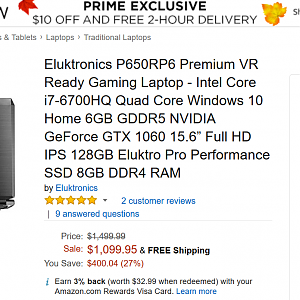 PRIME EXCLUSIVE
$10 OFF AND FREE 2-HOUR DELIVERY
s & Tablets › Laptops › Traditional Laptops
Eluktronics P650RP6 Premium VR
Ready Gaming Laptop - Intel Core
i7-6700HQ Quad Core Windows 10
Home 6GB GDDR5 NVIDIA
GeForce GTX 1060 15.6” Full HD
IPS 128GB Eluktro Pro Performance
SSD 8GB DDR4 RAM
by Eluktronics
2 customer reviews
| 9 answered questions
Price: $1,499.99
Sale: $1,099.95 & FREE Shipping
You Save: $400.04 (27%)
Earn 3% back (worth $32.99 when redeemed) with your
Amazon.com Rewards Visa Card. Learn more